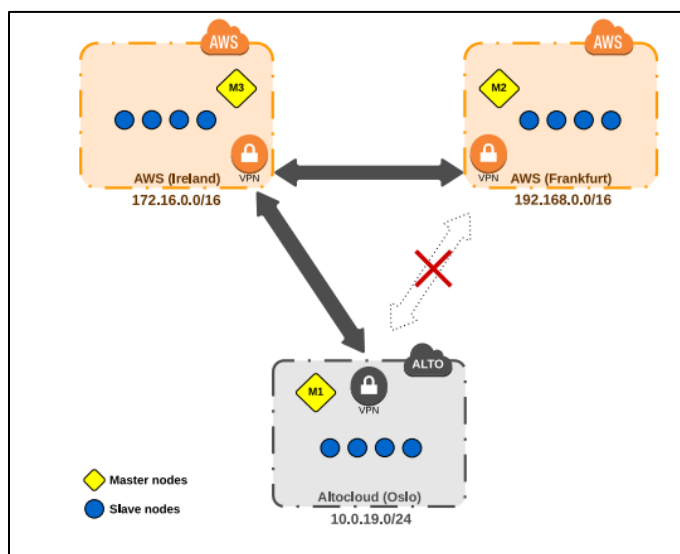 AWS
AWS
M3
M2
AWS (Ireland)
VPN
172.16.0.0/16
VPN
AWS (Frankfurt)
192.168.0.0/16
ALTO
M1
VPN
Master nodes
Slave nodes
Altocloud (Oslo)
10.0.19.0/24